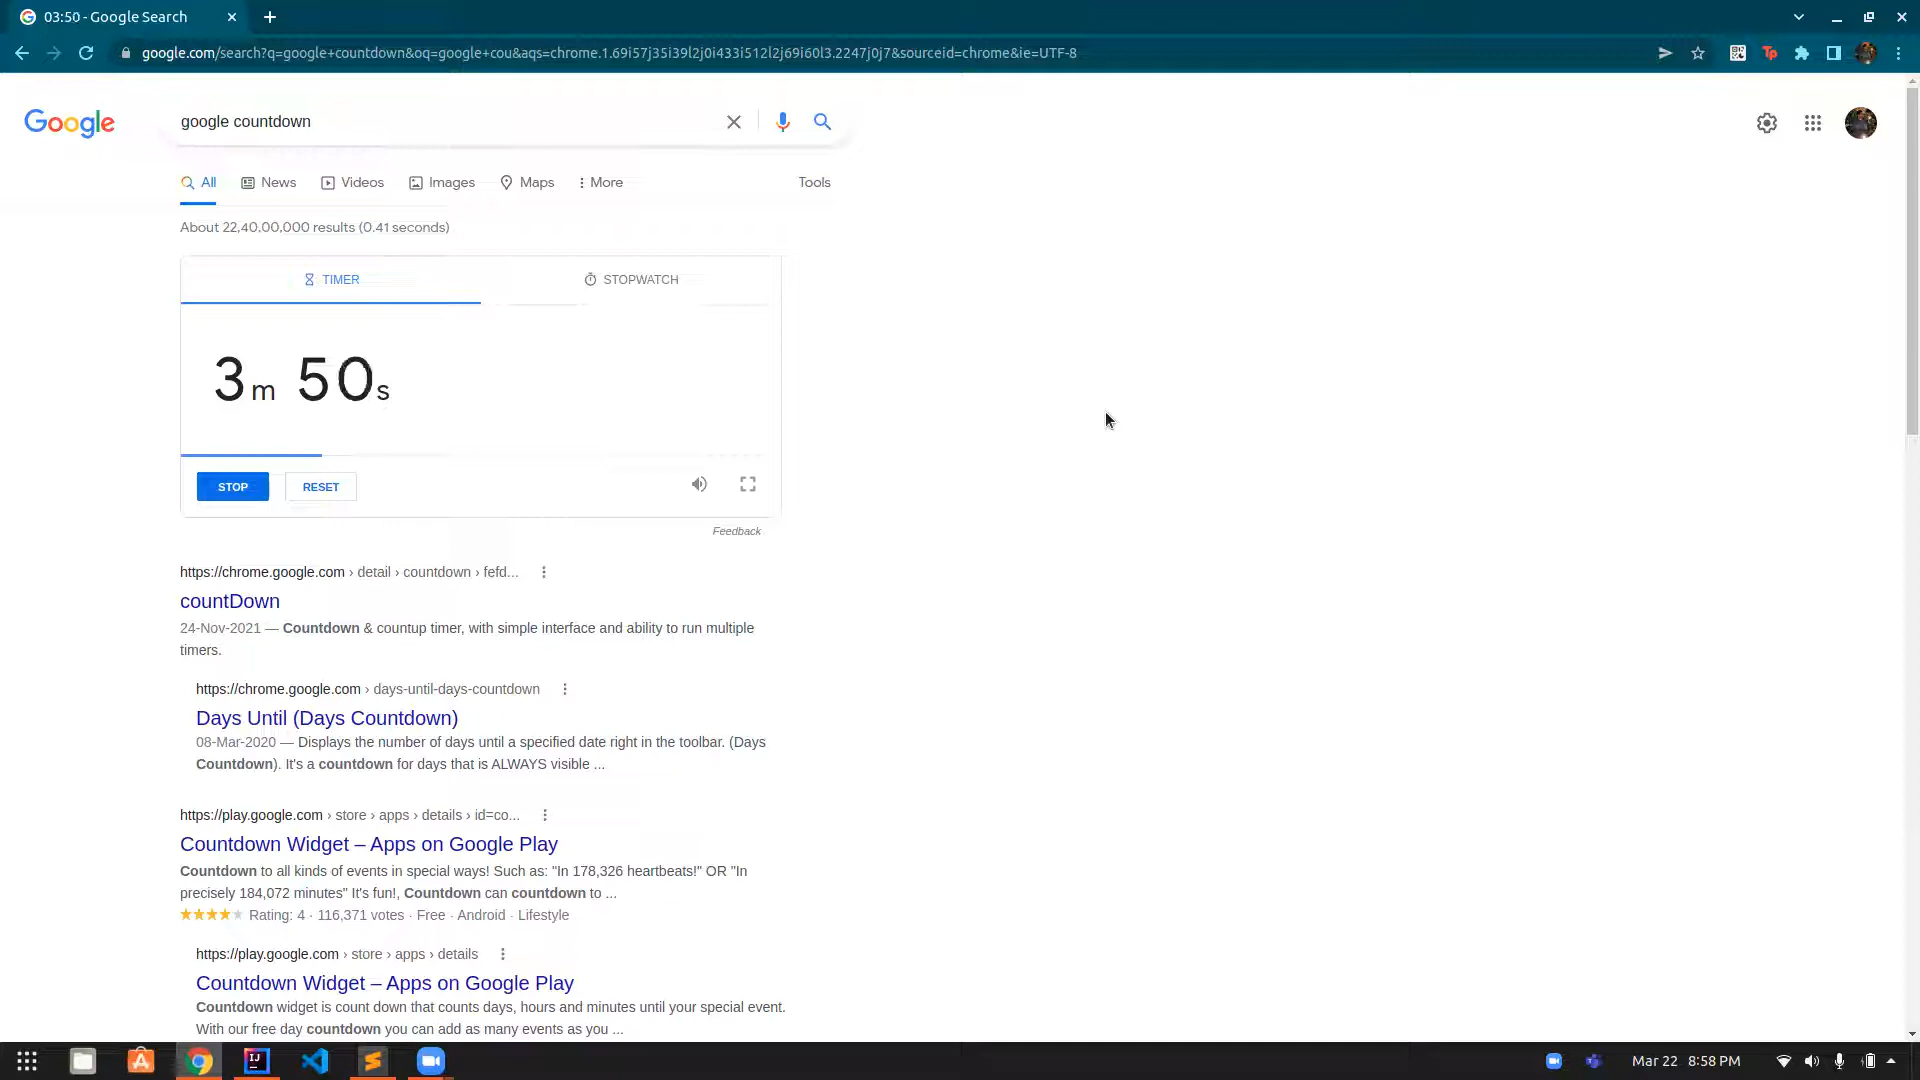 03:50 - Google Search
google.com/search?q=google+countdown&oq=google+cou&aqs=chrome.1.69i57j35i39l2j0i433i512l2j69i60l3.2247j0j7&sourceid=chrome&ie=UTF-8
Google
google countdown
All News Videos Images Maps More Tools
About 22,40,00,000 results (0.41 seconds)
TIMER STOPWATCH
3m 50s
STOP RESET
Feedback
https://chrome.google.com › detail › countdown › fefd...
countDown
24-Nov-2021 — Countdown & countup timer, with simple interface and ability to run multiple
timers.
https://chrome.google.com › days-until-days-countdown
Days Until (Days Countdown)
08-Mar-2020 — Displays the number of days until a specified date right in the toolbar. (Days
Countdown). It's a countdown for days that is ALWAYS visible ...
https://play.google.com › store › apps › details › id=co...
Countdown Widget – Apps on Google Play
Countdown to all kinds of events in special ways! Such as: "In 178,326 heartbeats!" OR "In
precisely 184,072 minutes" It's fun!, Countdown can countdown to ...
Rating: 4 · 116,371 votes · Free · Android · Lifestyle
https://play.google.com › store › apps › details
Countdown Widget – Apps on Google Play
Countdown widget is count down that counts days, hours and minutes until your special event.
With our free day countdown you can add as many events as you ...
IJ
Mar 22 8:58 PM